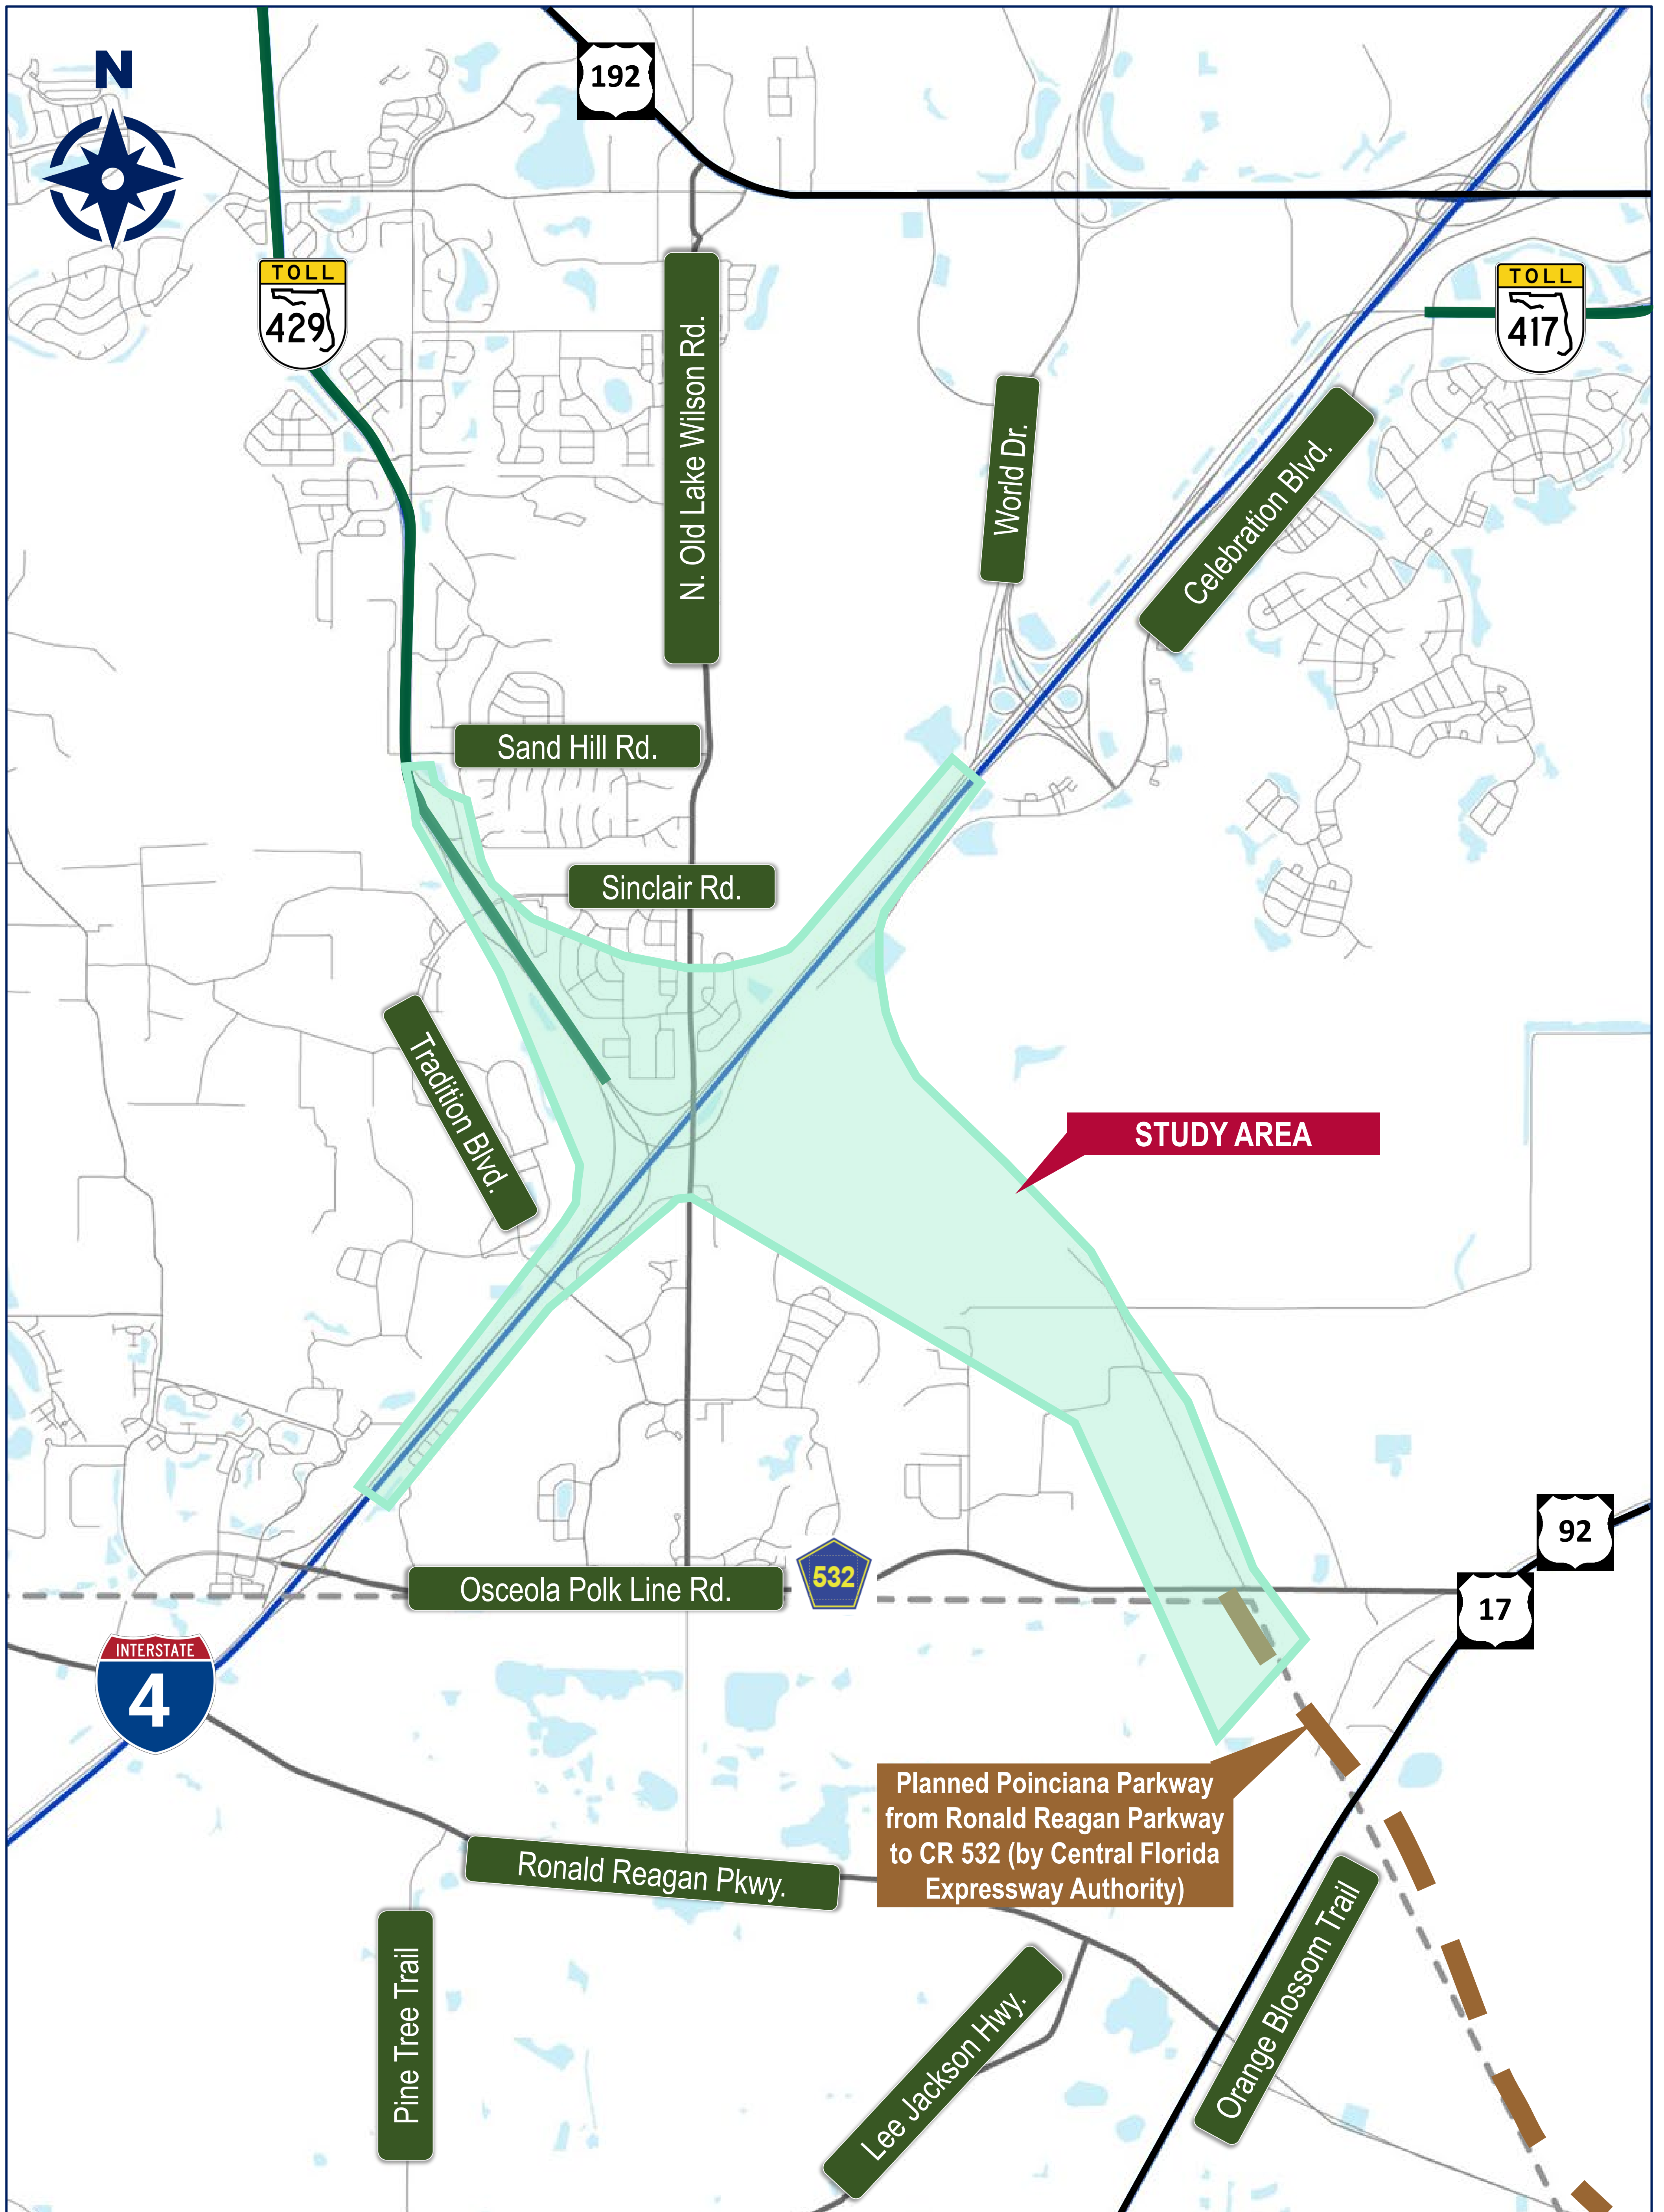 N
192
TOLL
429
TOLL
417
N. Old Lake Wilson Rd.
World Dr.
Celebration Blvd.
Sand Hill Rd.
Sinclair Rd.
Tradition Blvd.
STUDY AREA
92
17
Osceola Polk Line Rd.
532
INTERSTATE
4
Planned Poinciana Parkway
from Ronald Reagan Parkway
to CR 532 (by Central Florida
Expressway Authority)
Ronald Reagan Pkwy.
Pine Tree Trail
Lee Jackson Hwy.
Orange Blossom Trail